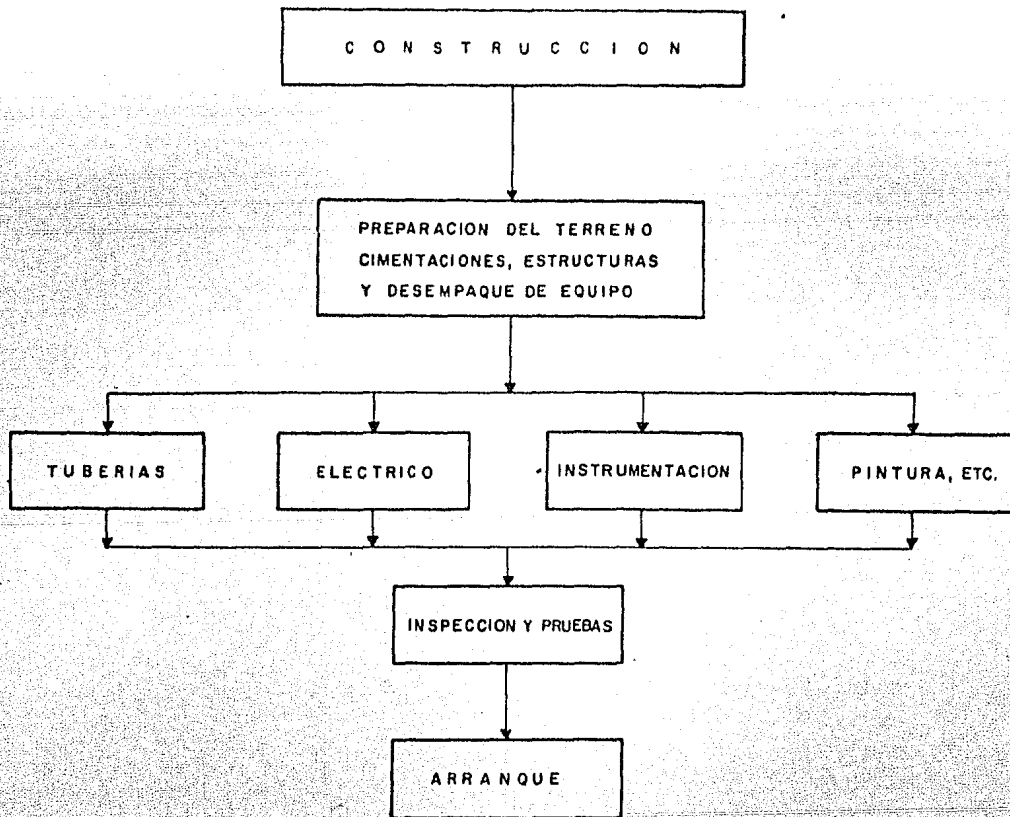 CONSTRUCCION
PREPARACION DEL TERRENO
CIMENTACIONES, ESTRUCTURAS
Y DESEMPAQUE DE EQUIPO
TUBERIAS
ELECTRICO
INSTRUMENTACION
PINTURA, ETC.
INSPECCION Y PRUEBAS
ARRANQUE